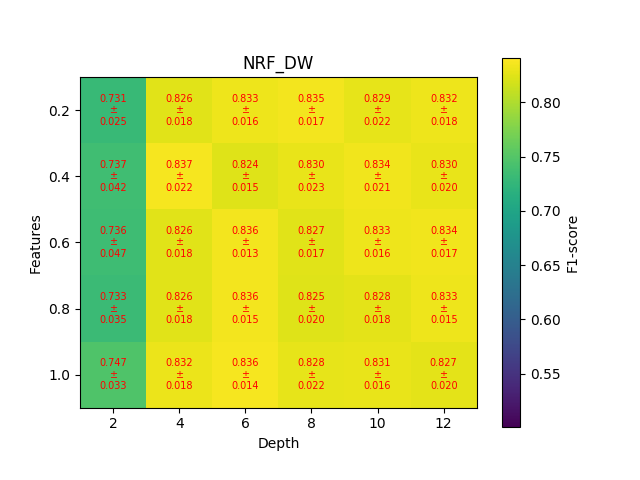 NRF_DW
0.2
0.731 ± 0.025
0.826 ± 0.018
0.833 ± 0.016
0.835 ± 0.017
0.829 ± 0.022
0.832 ± 0.018
0.4
0.737 ± 0.042
0.837 ± 0.022
0.824 ± 0.015
0.830 ± 0.023
0.834 ± 0.021
0.830 ± 0.020
0.6
0.736 ± 0.047
0.826 ± 0.018
0.836 ± 0.013
0.827 ± 0.017
0.833 ± 0.016
0.834 ± 0.017
0.8
0.733 ± 0.035
0.826 ± 0.018
0.836 ± 0.015
0.825 ± 0.020
0.828 ± 0.018
0.833 ± 0.015
1.0
0.747 ± 0.033
0.832 ± 0.018
0.836 ± 0.014
0.828 ± 0.022
0.831 ± 0.016
0.827 ± 0.020
Features
2 4 6 8 10 12
Depth
0.80
0.75
0.70
0.65
0.60
0.55
F1-score